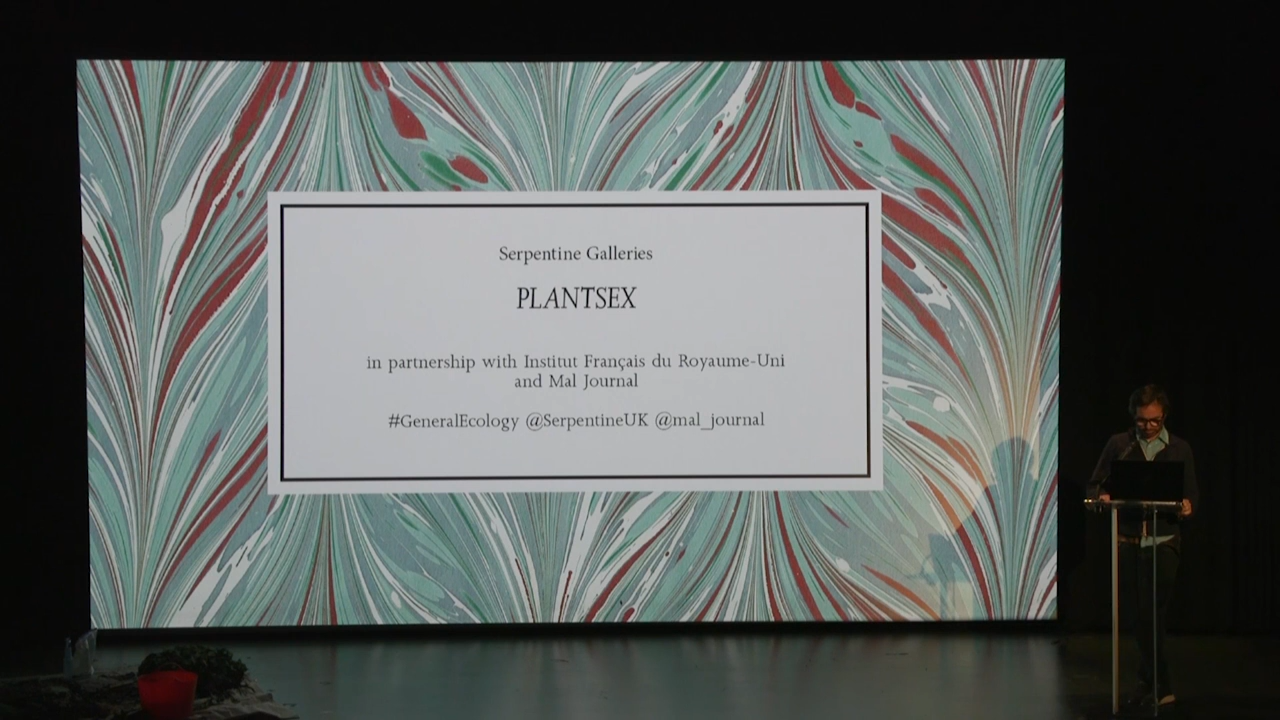 Serpentine Galleries
PLANTSEX
in partnership with Institut Français du Royaume-Uni
and Mal Journal
#GeneralEcology @SerpentineUK @mal_journal